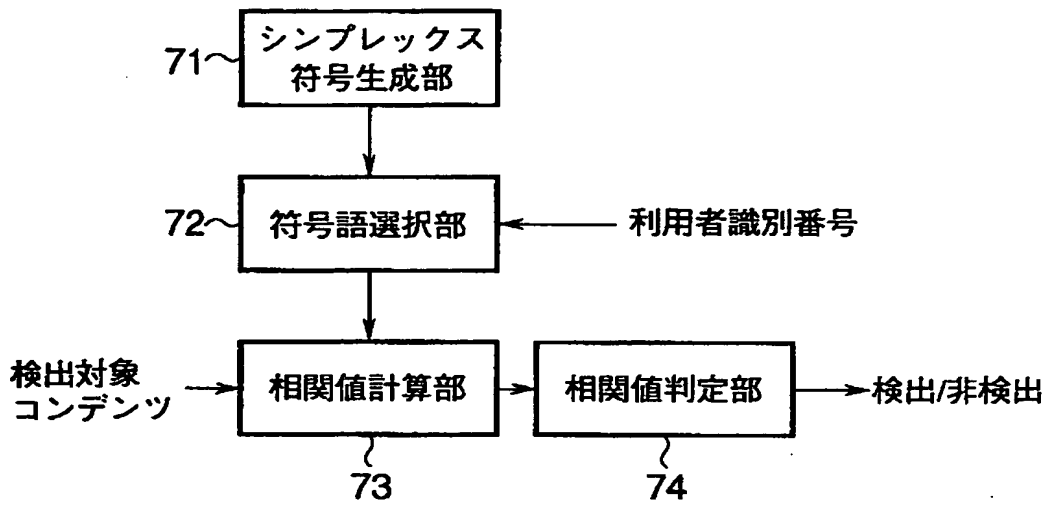 シンプレックス
符号生成部
71
符号語選択部
72
利用者識別番号
検出対象
コンデンツ
相関値計算部
相関値判定部
検出/非検出
73
74